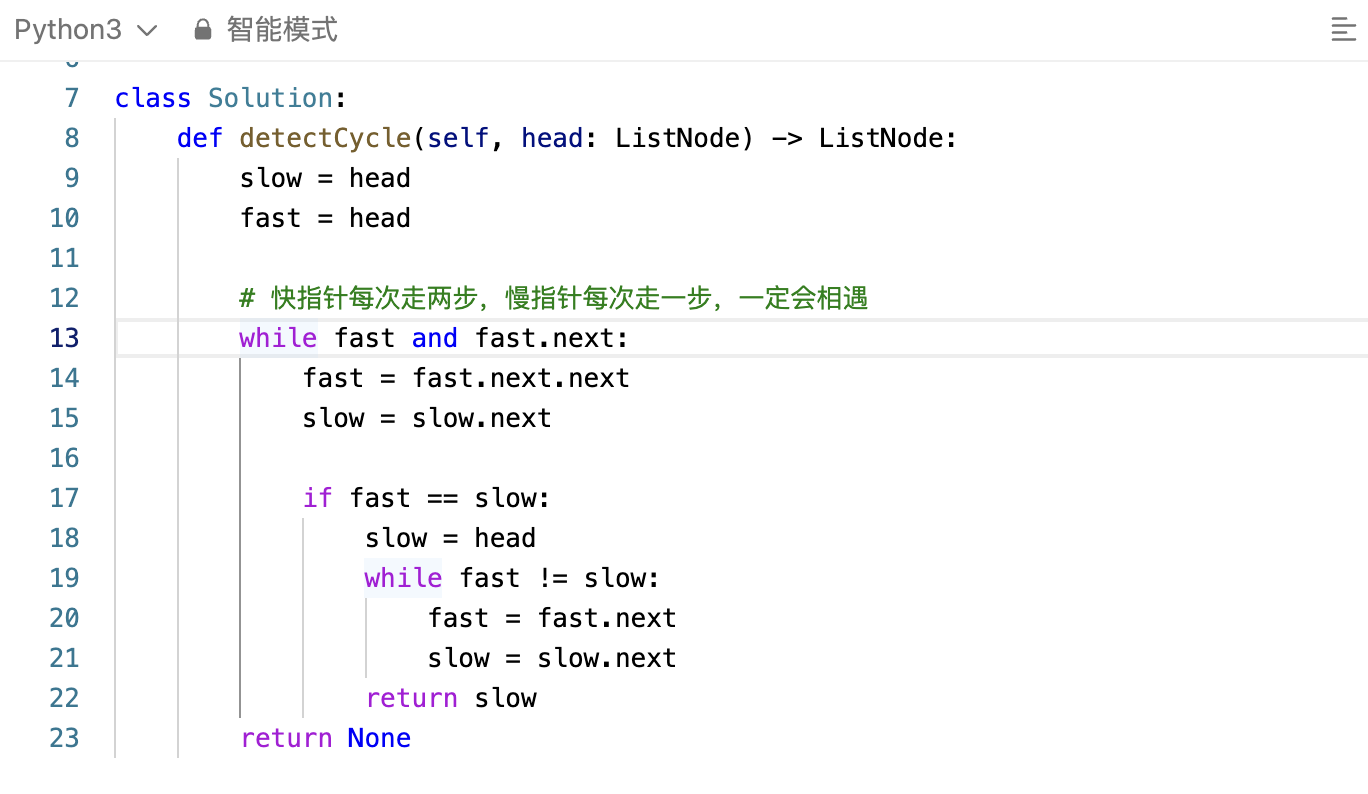 Python3 智能模式
7 class Solution:
8     def detectCycle(self, head: ListNode) -> ListNode:
9         slow = head
10         fast = head
11
12         # 快指针每次走两步，慢指针每次走一步，一定会相遇
13         while fast and fast.next:
14             fast = fast.next.next
15             slow = slow.next
16
17             if fast == slow:
18                 slow = head
19                 while fast != slow:
20                     fast = fast.next
21                     slow = slow.next
22                 return slow
23         return None